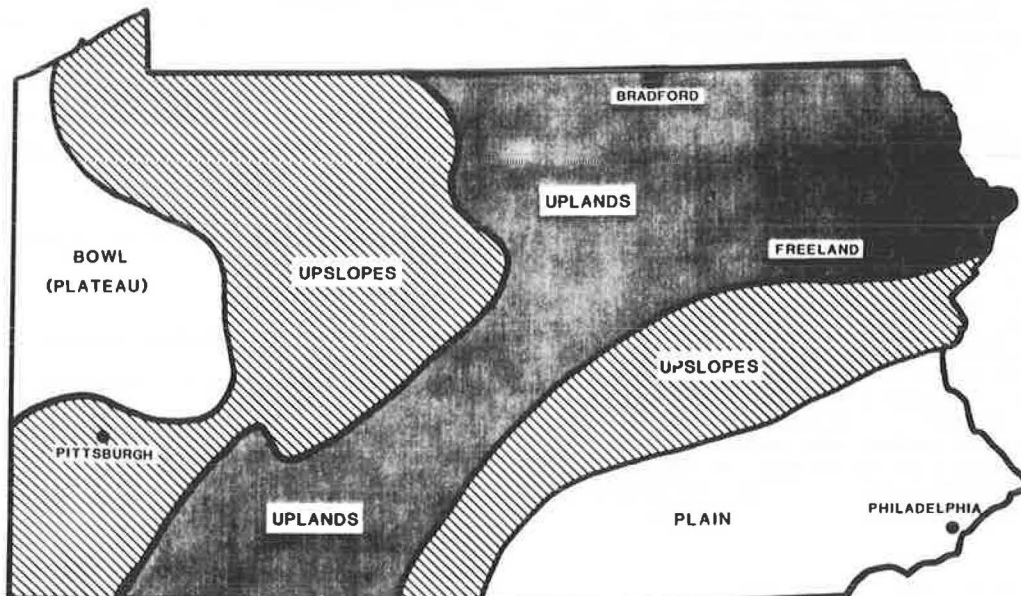 BRADFORD
UPLANDS
FREELAND
BOWL
(PLATEAU)
UPSLOPES
UPSLOPES
PITTSBURGH
UPLANDS
PLAIN
PHILADELPHIA